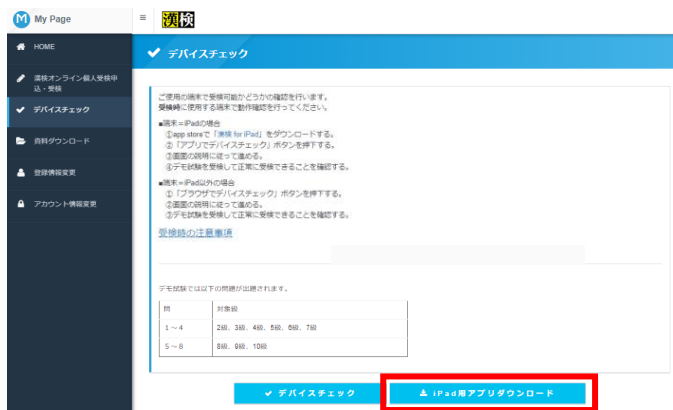 My Page
漢検
HOME
漢検オンライン個人受検申
込・受検
デバイスチェック
資料ダウンロード
登録情報変更
アカウント情報変更
デバイスチェック
ご使用の端末で受検可能かどうかの確認を行います。
受検時に使用する端末で動作確認を行ってください。
■端末＝iPadの場合
①app storeで「漢検 for iPad」をダウンロードする。
②「アプリでデバイスチェック」ボタンを押下する。
③画面の説明に従って進める。
④デモ試験を受検して正常に受検できることを確認する。
■端末＝iPad以外の場合
①「ブラウザでデバイスチェック」ボタンを押下する。
②画面の説明に従って進める。
③デモ試験を受検して正常に受検できることを確認する。
受検時の注意事項
デモ試験では以下の問題が出題されます。
問 対象級
1～4 2級、3級、4級、5級、6級、7級
5～8 8級、9級、10級
デバイスチェック iPad用アプリダウンロード